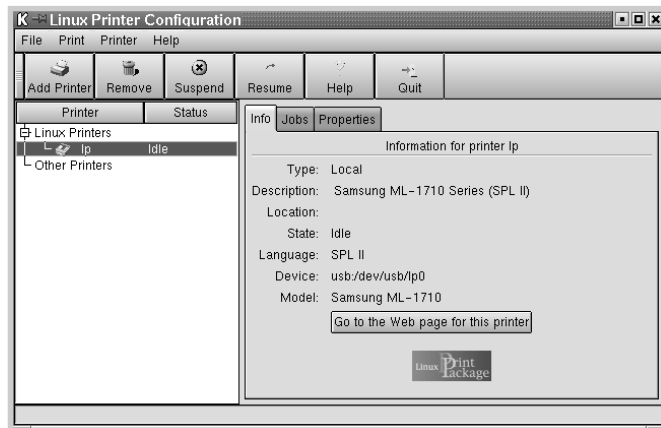 K Linux Printer Configuration
File Print Printer Help
Add Printer Remove Suspend Resume Help Quit
Printer Status
Info Jobs Properties
Linux Printers
lp Idle
Other Printers
Information for printer lp
Type: Local
Description: Samsung ML-1710 Series (SPL II)
Location:
State: Idle
Language: SPL II
Device: usb:/dev/usb/lp0
Model: Samsung ML-1710
Go to the Web page for this printer
Linux Print Package